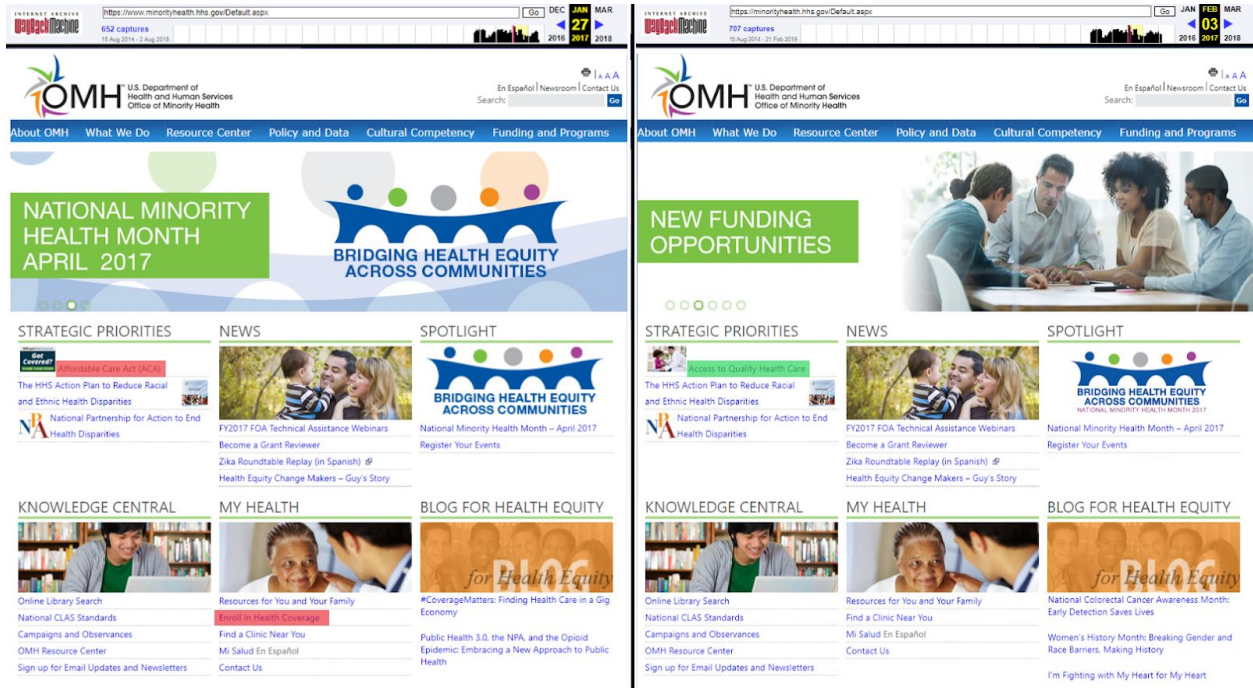 INTERNET ARCHIVE
WayBackMachine
https://www.minorityhealth.hhs.gov/Default.aspx
Go
DEC JAN MAR
652 captures
27
15 Aug 2014 - 2 Aug 2018
2016 2017 2018
OMH
U.S. Department of
Health and Human Services
Office of Minority Health
A A A
En Español | Newsroom | Contact Us
Search:
Go
About OMH What We Do Resource Center Policy and Data Cultural Competency Funding and Programs
NATIONAL MINORITY
HEALTH MONTH
APRIL 2017
BRIDGING HEALTH EQUITY
ACROSS COMMUNITIES
STRATEGIC PRIORITIES
Got
Covered?
Affordable Care Act (ACA)
The HHS Action Plan to Reduce Racial
and Ethnic Health Disparities
NPA
National Partnership for Action to End
Health Disparities
NEWS
FY2017 FOA Technical Assistance Webinars
Become a Grant Reviewer
Zika Roundtable Replay (in Spanish)
Health Equity Change Makers – Guy's Story
SPOTLIGHT
BRIDGING HEALTH EQUITY
ACROSS COMMUNITIES
National Minority Health Month – April 2017
Register Your Events
KNOWLEDGE CENTRAL
Online Library Search
National CLAS Standards
Campaigns and Observances
OMH Resource Center
Sign up for Email Updates and Newsletters
MY HEALTH
Resources for You and Your Family
Enroll in Health Coverage
Find a Clinic Near You
Mi Salud En Español
Contact Us
BLOG FOR HEALTH EQUITY
BLOG
for Health Equity
#CoverageMatters: Finding Health Care in a Gig
Economy
Public Health 3.0, the NPA, and the Opioid
Epidemic: Embracing a New Approach to Public
Health
INTERNET ARCHIVE
WayBackMachine
https://minorityhealth.hhs.gov/Default.aspx
Go
JAN FEB MAR
707 captures
03
15 Aug 2014 - 21 Feb 2019
2016 2017 2018
OMH
U.S. Department of
Health and Human Services
Office of Minority Health
A A A
En Español | Newsroom | Contact Us
Search:
Go
About OMH What We Do Resource Center Policy and Data Cultural Competency Funding and Programs
NEW FUNDING
OPPORTUNITIES
STRATEGIC PRIORITIES
Access to Quality Health Care
The HHS Action Plan to Reduce Racial
and Ethnic Health Disparities
NPA
National Partnership for Action to End
Health Disparities
NEWS
FY2017 FOA Technical Assistance Webinars
Become a Grant Reviewer
Zika Roundtable Replay (in Spanish)
Health Equity Change Makers – Guy's Story
SPOTLIGHT
BRIDGING HEALTH EQUITY
ACROSS COMMUNITIES
NATIONAL MINORITY HEALTH MONTH 2017
National Minority Health Month – April 2017
Register Your Events
KNOWLEDGE CENTRAL
Online Library Search
National CLAS Standards
Campaigns and Observances
OMH Resource Center
Sign up for Email Updates and Newsletters
MY HEALTH
Resources for You and Your Family
Find a Clinic Near You
Mi Salud En Español
Contact Us
BLOG FOR HEALTH EQUITY
BLOG
for Health Equity
National Colorectal Cancer Awareness Month:
Early Detection Saves Lives
Women's History Month: Breaking Gender and
Race Barriers, Making History
I'm Fighting with My Heart for My Heart